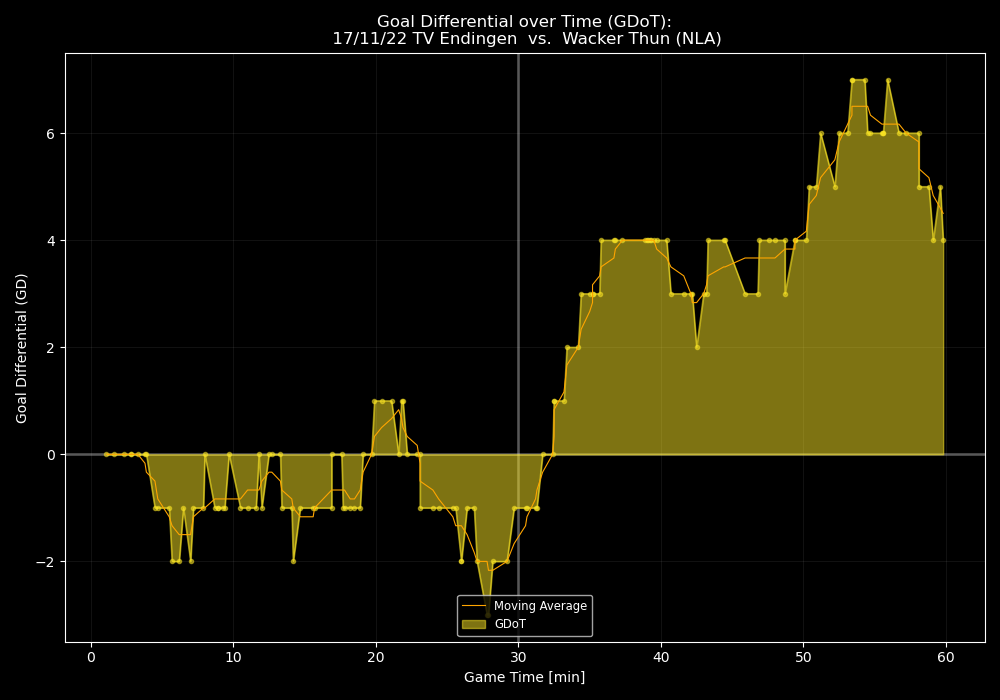 Goal Differential over Time (GDoT):
17/11/22 TV Endingen  vs.  Wacker Thun (NLA)
Goal Differential (GD)
6
4
2
0
−2
Moving Average
GDoT
0 10 20 30 40 50 60
Game Time [min]